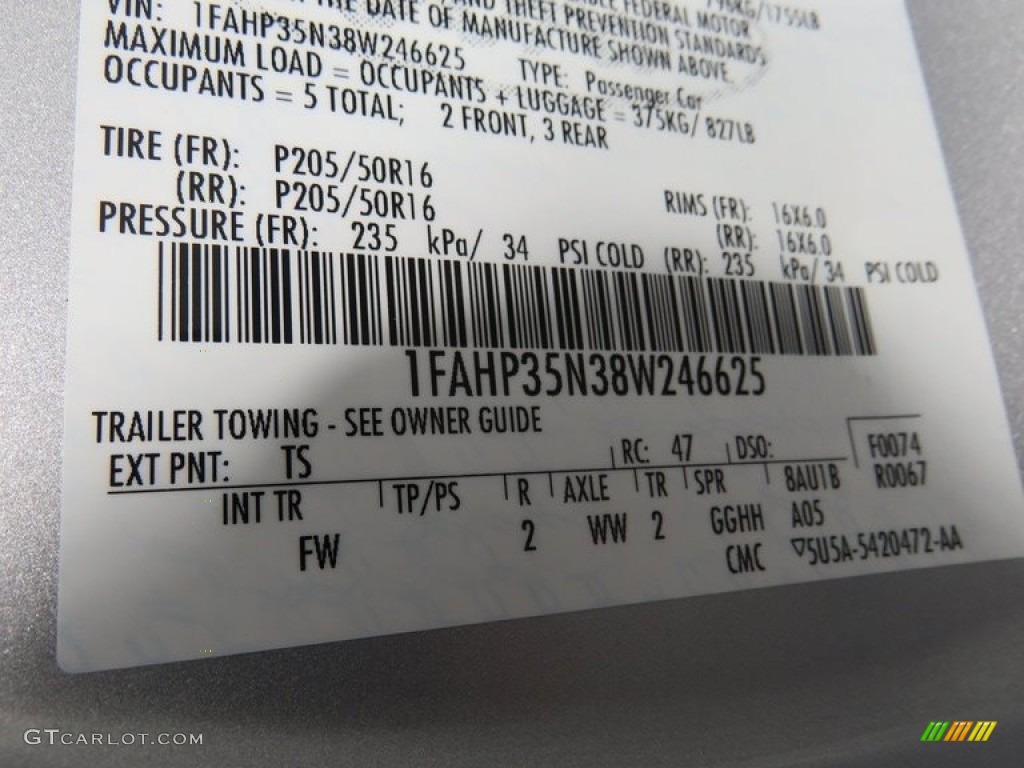 FEDERAL MOTOR 795KG/1755LB
AND THEFT PREVENTION STANDARDS
THE DATE OF MANUFACTURE SHOWN ABOVE.
VIN: 1FAHP35N38W246625
TYPE: Passenger Car
MAXIMUM LOAD = OCCUPANTS + LUGGAGE = 375KG/ 827LB
OCCUPANTS = 5 TOTAL; 2 FRONT, 3 REAR
TIRE (FR): P205/50R16 RIMS (FR): 16X6.0
(RR): P205/50R16 (RR): 16X6.0
PRESSURE (FR): 235 kPa/ 34 PSI COLD (RR): 235 kPa/ 34 PSI COLD
1FAHP35N38W246625
TRAILER TOWING - SEE OWNER GUIDE
EXT PNT: TS RC: 47 DSO: F0074
R0067
INT TR TP/PS R AXLE TR SPR 8AU1B
FW 2 WW 2 GGHH A05
CMC ▽5U5A-5420472-AA
GTCARLOT.COM